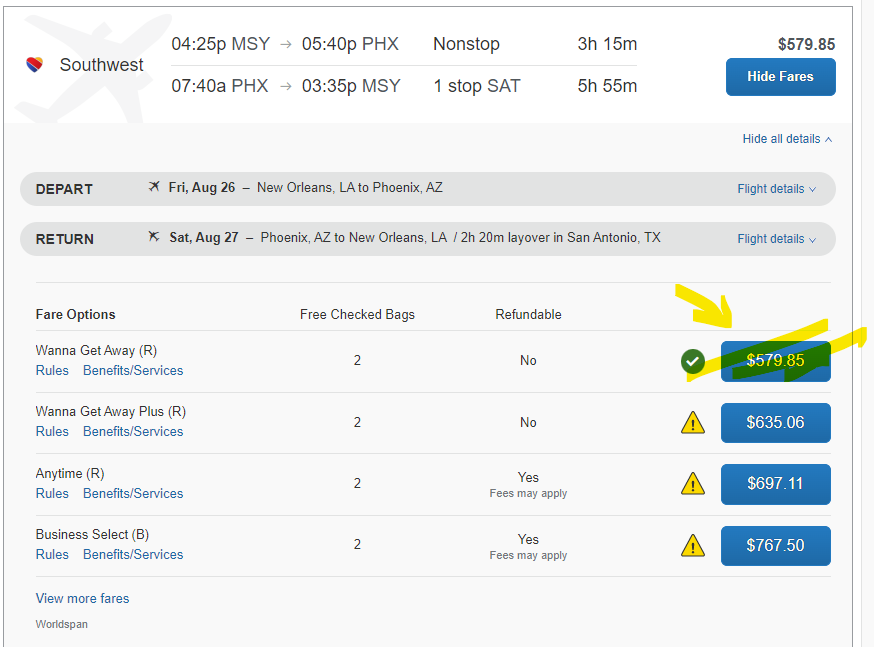 Southwest
04:25p MSY → 05:40p PHX Nonstop 3h 15m $579.85
07:40a PHX → 03:35p MSY 1 stop SAT 5h 55m
Hide Fares
Hide all details
DEPART Fri, Aug 26 – New Orleans, LA to Phoenix, AZ Flight details
RETURN Sat, Aug 27 – Phoenix, AZ to New Orleans, LA / 2h 20m layover in San Antonio, TX Flight details
Fare Options Free Checked Bags Refundable
Wanna Get Away (R) 2 No $579.85
Rules Benefits/Services
Wanna Get Away Plus (R) 2 No $635.06
Rules Benefits/Services
Anytime (R) 2 Yes $697.11
Rules Benefits/Services Fees may apply
Business Select (B) 2 Yes $767.50
Rules Benefits/Services Fees may apply
View more fares
Worldspan